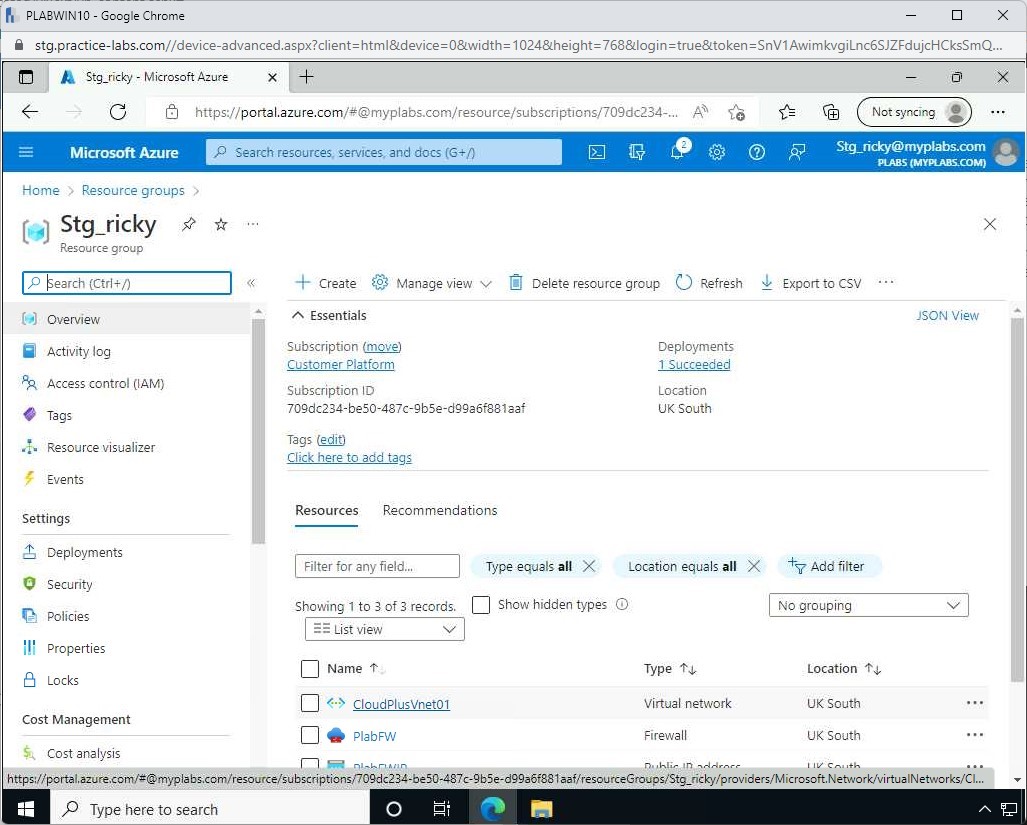 PLABWIN10 - Google Chrome
stg.practice-labs.com//device-advanced.aspx?client=html&device=0&width=1024&height=768&login=true&token=SnV1AwimkvgiLnc6SJZFdujcHCksSmQ...
Stg_ricky - Microsoft Azure
https://portal.azure.com/#@myplabs.com/resource/subscriptions/709dc234-...
Not syncing
Microsoft Azure
Search resources, services, and docs (G+/)
2
Stg_ricky@myplabs.com
PLABS (MYPLABS.COM)
Home > Resource groups >
Stg_ricky
Resource group
Search (Ctrl+/)
Create
Manage view
Delete resource group
Refresh
Export to CSV
Overview
Activity log
Access control (IAM)
Tags
Resource visualizer
Events
Settings
Deployments
Security
Policies
Properties
Locks
Cost Management
Cost analysis
Essentials
JSON View
Subscription (move)
Customer Platform
Subscription ID
709dc234-be50-487c-9b5e-d99a6f881aaf
Tags (edit)
Click here to add tags
Deployments
1 Succeeded
Location
UK South
Resources
Recommendations
Filter for any field...
Type equals all
Location equals all
Add filter
Showing 1 to 3 of 3 records.
Show hidden types
No grouping
List view
Name
Type
Location
CloudPlusVnet01
Virtual network
UK South
PlabFW
Firewall
UK South
PlabFWIP
Public IP address
UK South
https://portal.azure.com/#@myplabs.com/resource/subscriptions/709dc234-be50-487c-9b5e-d99a6f881aaf/resourceGroups/Stg_ricky/providers/Microsoft.Network/virtualNetworks/Cl...
Type here to search